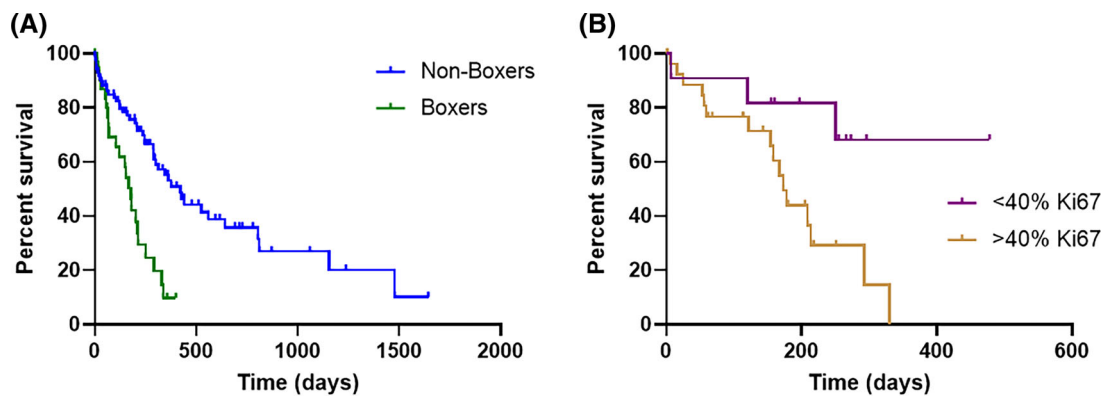 (A)
Percent survival
100
80
60
40
20
0
0 500 1000 1500 2000
Time (days)
Non-Boxers
Boxers
(B)
Percent survival
100
80
60
40
20
0
0 200 400 600
Time (days)
<40% Ki67
>40% Ki67